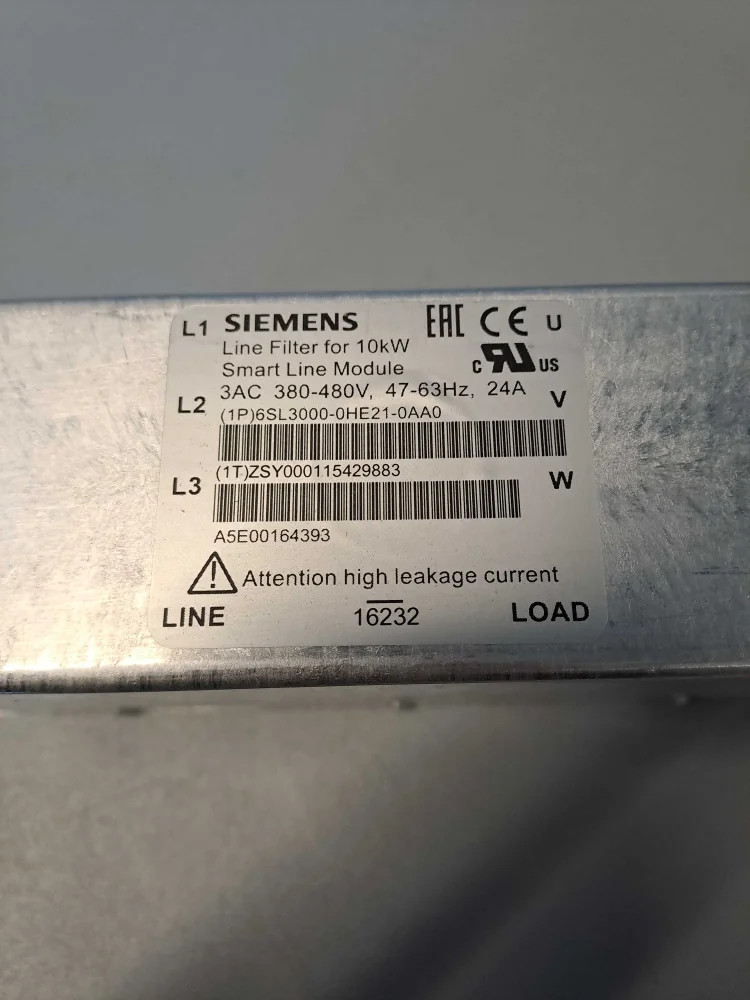 L1 SIEMENS EAC CE U
Line Filter for 10kW
Smart Line Module c RU US
L2 3AC 380-480V, 47-63Hz, 24A V
(1P)6SL3000-0HE21-0AA0
(1T)ZSY000115429883
L3 W
A5E00164393
Attention high leakage current
LINE 16232 LOAD